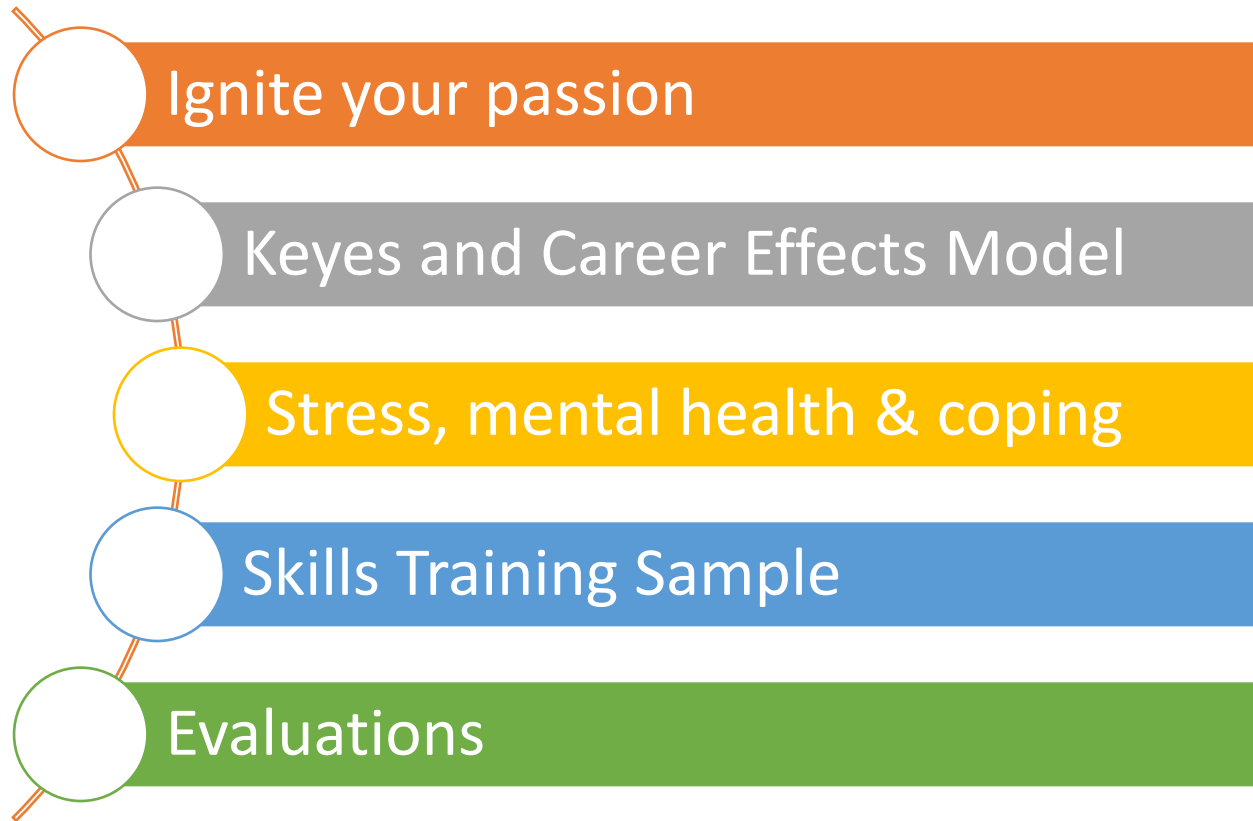 Ignite your passion
Keyes and Career Effects Model
Stress, mental health & coping
Skills Training Sample
Evaluations